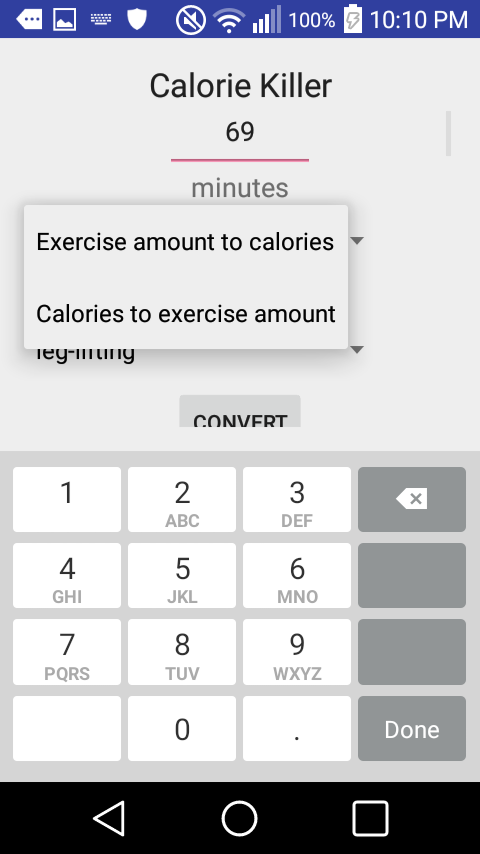 100% 10:10 PM
Calorie Killer
69
minutes
Exercise amount to calories
Calories to exercise amount
leg-lifting
CONVERT
1 2 3
ABC DEF
4 5 6
GHI JKL MNO
7 8 9
PQRS TUV WXYZ
0 . Done